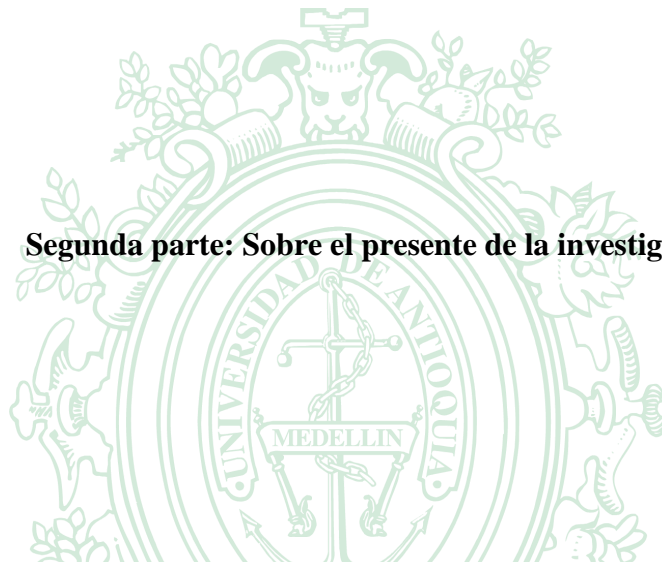 Segunda parte: Sobre el presente de la investig
UNIVERSIDAD DE ANTIOQUIA
MEDELLIN